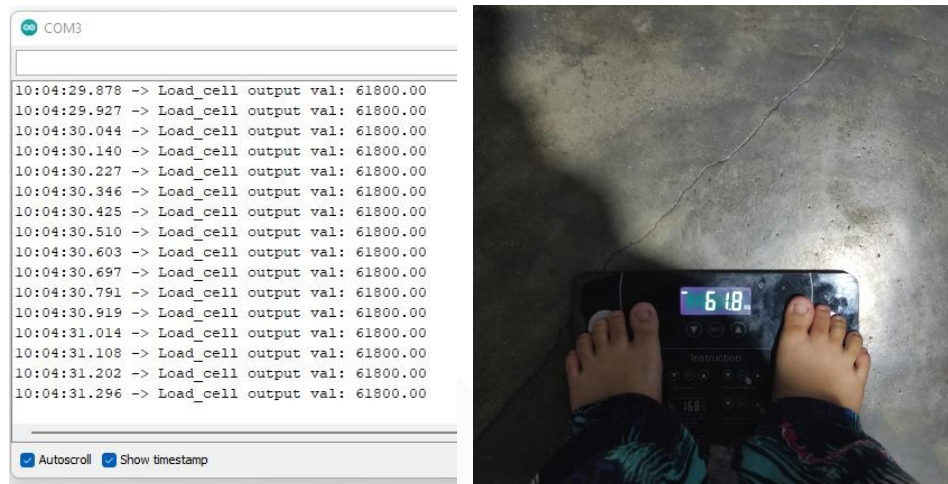 COM3
10:04:29.878 -> Load_cell output val: 61800.00
10:04:29.927 -> Load_cell output val: 61800.00
10:04:30.044 -> Load_cell output val: 61800.00
10:04:30.140 -> Load_cell output val: 61800.00
10:04:30.227 -> Load_cell output val: 61800.00
10:04:30.346 -> Load_cell output val: 61800.00
10:04:30.425 -> Load_cell output val: 61800.00
10:04:30.510 -> Load_cell output val: 61800.00
10:04:30.603 -> Load_cell output val: 61800.00
10:04:30.697 -> Load_cell output val: 61800.00
10:04:30.791 -> Load_cell output val: 61800.00
10:04:30.919 -> Load_cell output val: 61800.00
10:04:31.014 -> Load_cell output val: 61800.00
10:04:31.108 -> Load_cell output val: 61800.00
10:04:31.202 -> Load_cell output val: 61800.00
10:04:31.296 -> Load_cell output val: 61800.00
Autoscroll Show timestamp
61.8
Instruction